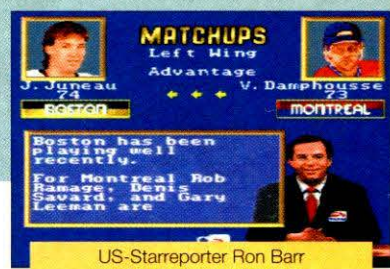 MATCHUPS
Left Wing
Advantage
J. Juneau
74
V. Damphousse
73
BOSTON
MONTREAL
Boston has been
playing well
recently.
For Montreal Rob
Ramage, Denis
Savard, and Gary
Leeman are
US-Starreporter Ron Barr